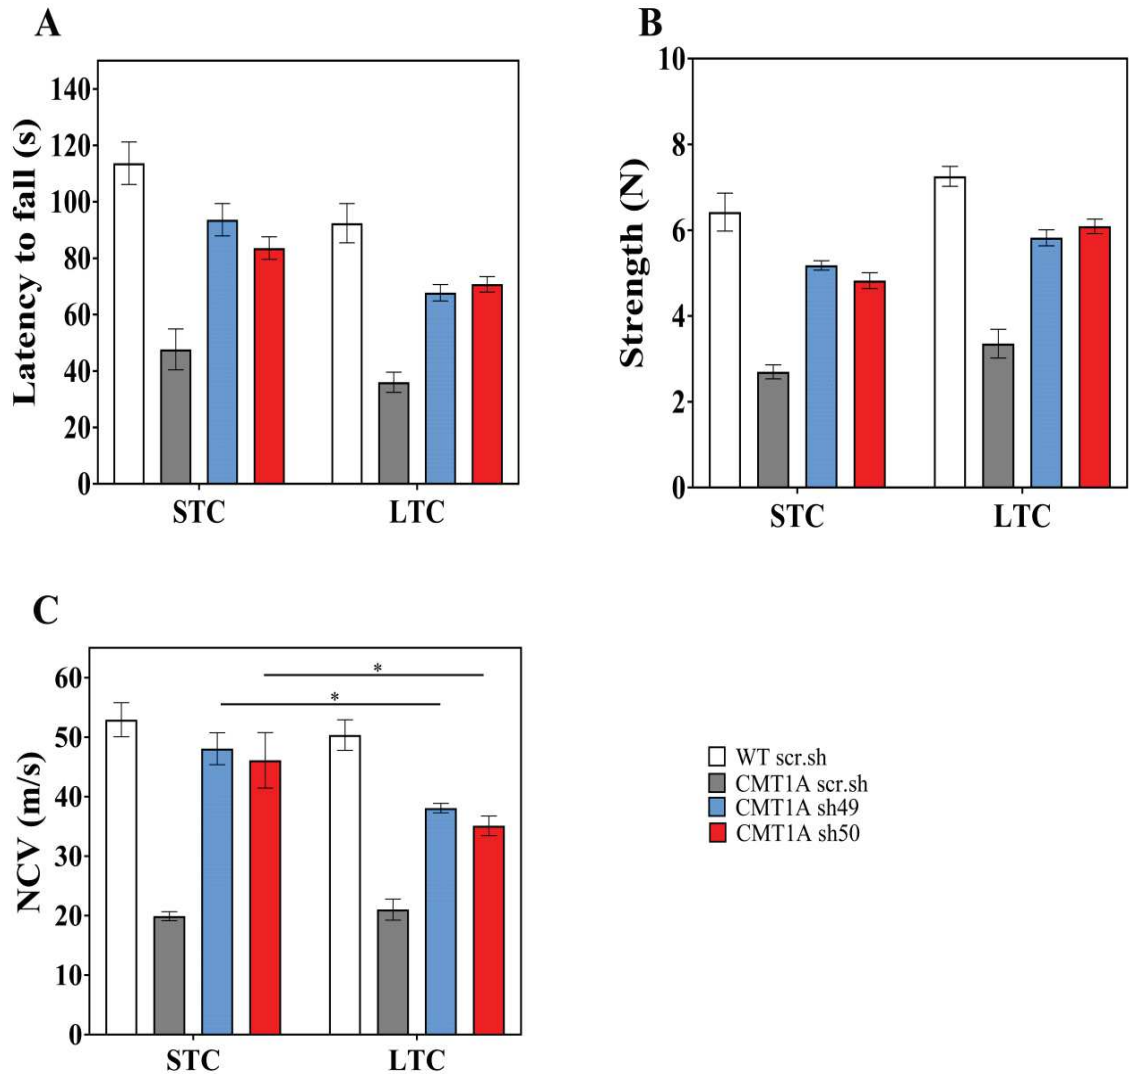 A
Latency to fall (s)
140
120
100
80
60
40
20
0
STC LTC
B
Strength (N)
10
8
6
4
2
0
STC LTC
C
NCV (m/s)
60
50
40
30
20
10
0
*
*
STC LTC
WT scr.sh
CMT1A scr.sh
CMT1A sh49
CMT1A sh50